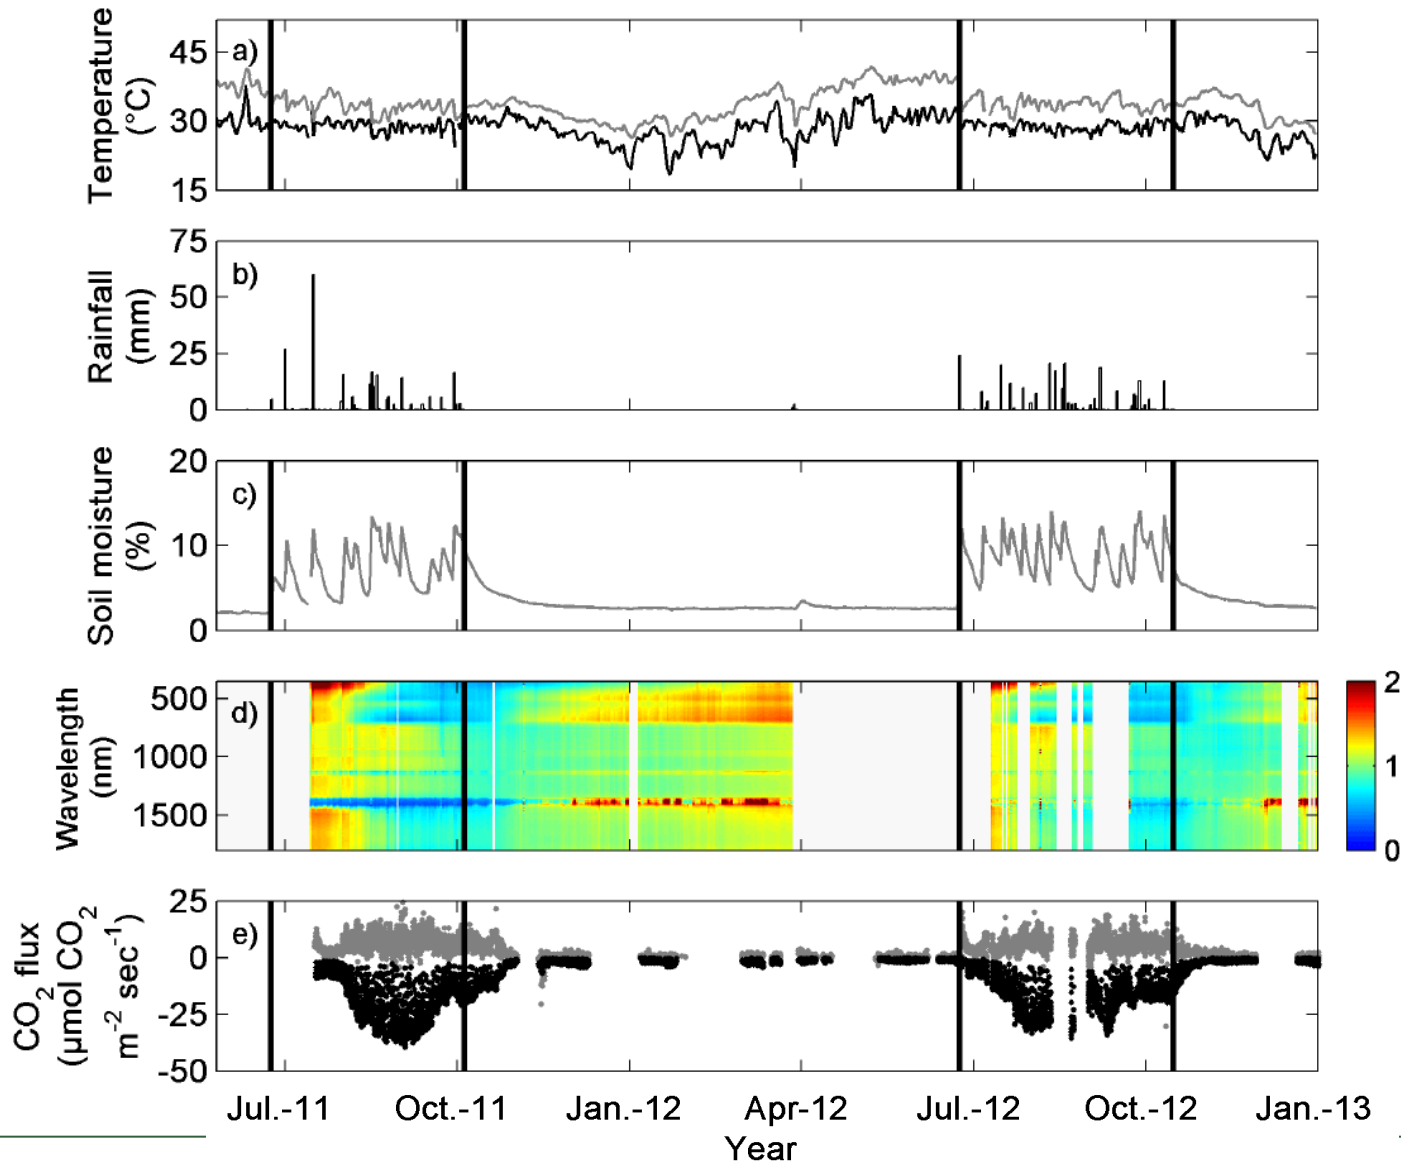 Temperature
(°C)
45
30
15
a)
Rainfall
(mm)
75
50
25
0
b)
Soil moisture
(%)
20
10
0
c)
Wavelength
(nm)
500
1000
1500
d)
2
1
0
CO2 flux
(µmol CO2
m-2 sec-1)
25
0
-25
-50
e)
Jul.-11 Oct.-11 Jan.-12 Apr-12 Jul.-12 Oct.-12 Jan.-13
Year